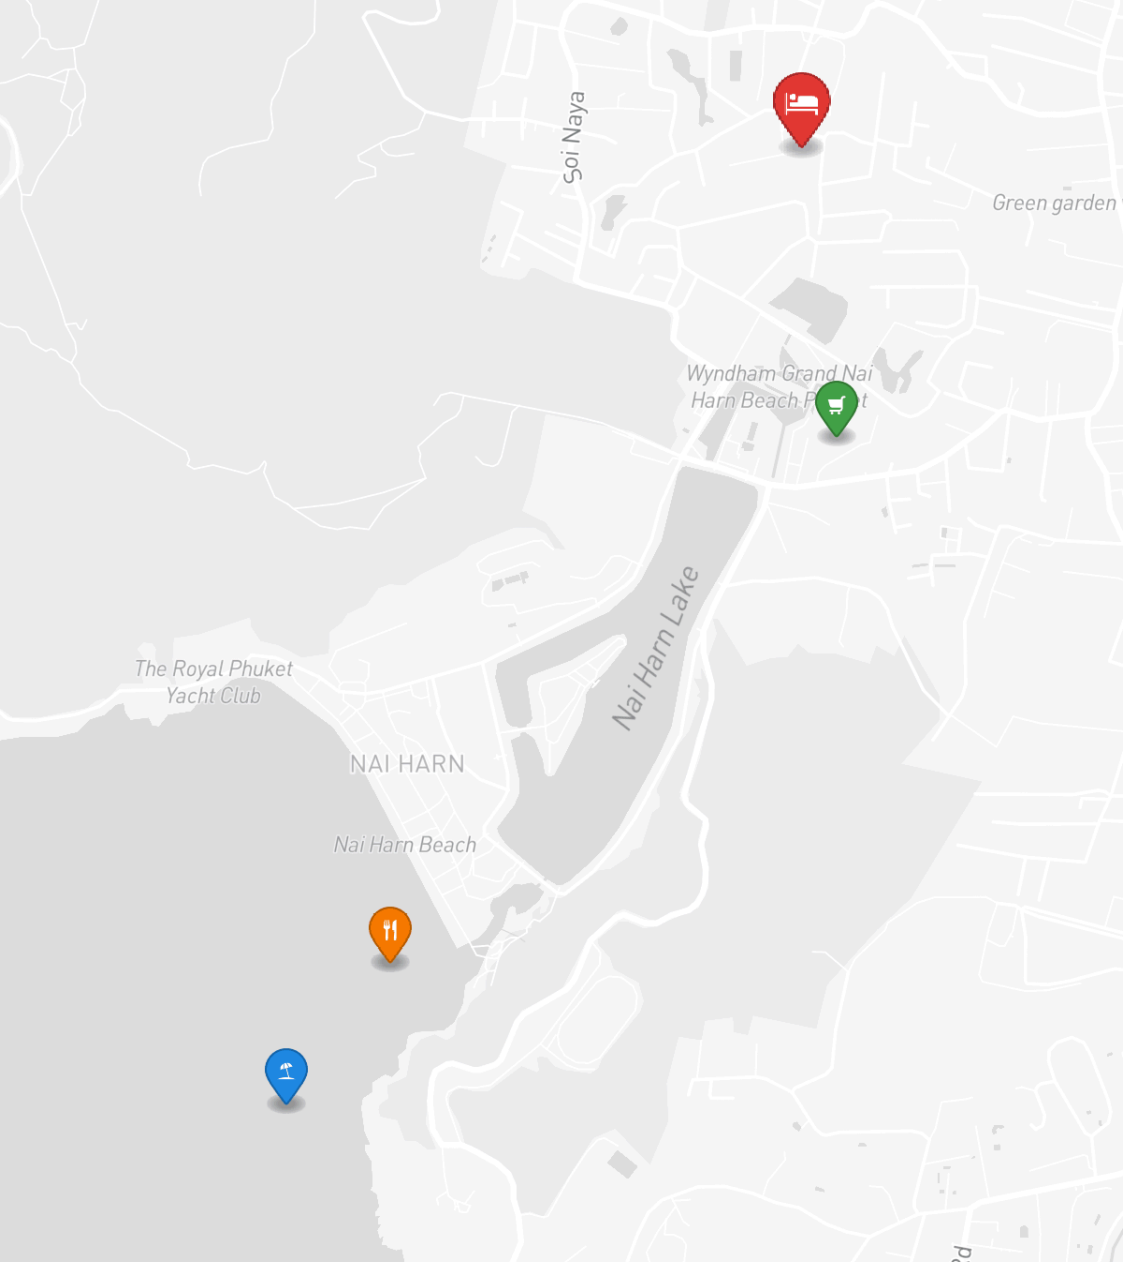 Soi Naya
Green garden
Wyndham Grand Nai
Harn Beach P
t
Nai Harn Lake
The Royal Phuket
Yacht Club
NAI HARN
Nai Harn Beach